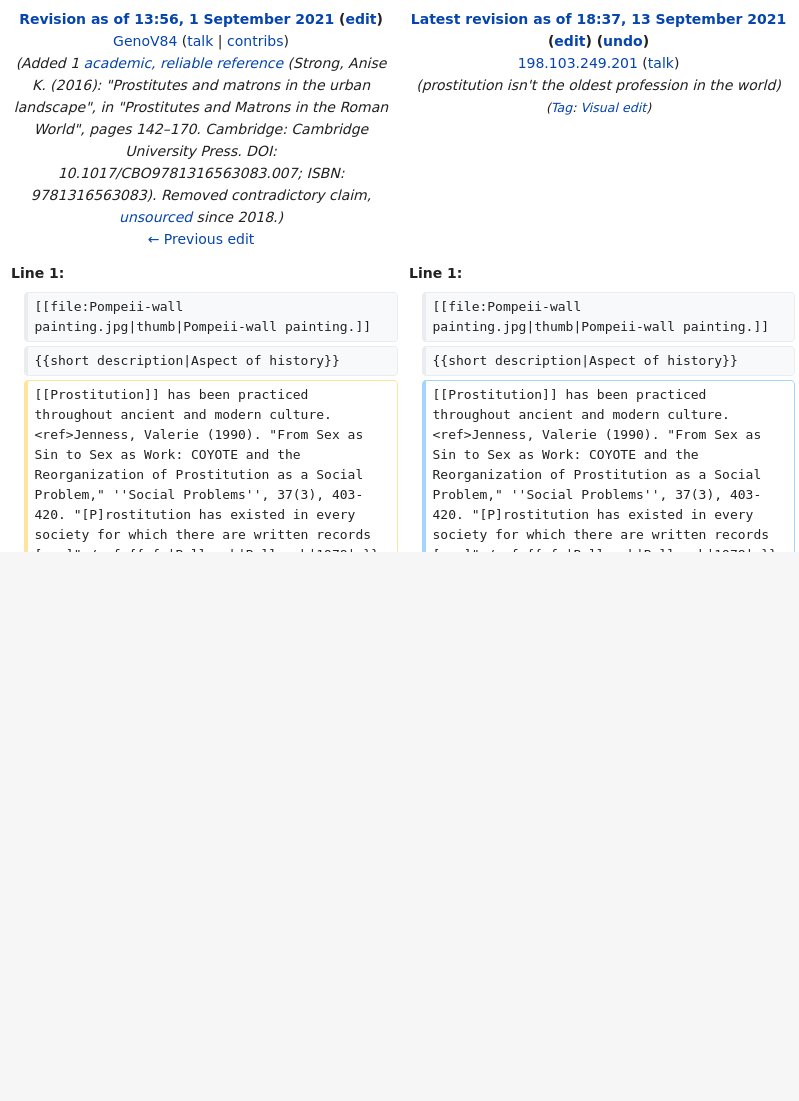 Revision as of 13:56, 1 September 2021 (edit)
GenoV84 (talk | contribs)
(Added 1 academic, reliable reference (Strong, Anise
K. (2016): "Prostitutes and matrons in the urban
landscape", in "Prostitutes and Matrons in the Roman
World", pages 142–170. Cambridge: Cambridge
University Press. DOI:
10.1017/CBO9781316563083.007; ISBN:
9781316563083). Removed contradictory claim,
unsourced since 2018.)
← Previous edit
Latest revision as of 18:37, 13 September 2021
(edit) (undo)
198.103.249.201 (talk)
(prostitution isn't the oldest profession in the world)
(Tag: Visual edit)
Line 1:
[[file:Pompeii-wall
painting.jpg|thumb|Pompeii-wall painting.]]
{{short description|Aspect of history}}
[[Prostitution]] has been practiced
throughout ancient and modern culture.
<ref>Jenness, Valerie (1990). "From Sex as
Sin to Sex as Work: COYOTE and the
Reorganization of Prostitution as a Social
Problem," ''Social Problems'', 37(3), 403-
420. "[P]rostitution has existed in every
society for which there are written records
Line 1:
[[file:Pompeii-wall
painting.jpg|thumb|Pompeii-wall painting.]]
{{short description|Aspect of history}}
[[Prostitution]] has been practiced
throughout ancient and modern culture.
<ref>Jenness, Valerie (1990). "From Sex as
Sin to Sex as Work: COYOTE and the
Reorganization of Prostitution as a Social
Problem," ''Social Problems'', 37(3), 403-
420. "[P]rostitution has existed in every
society for which there are written records